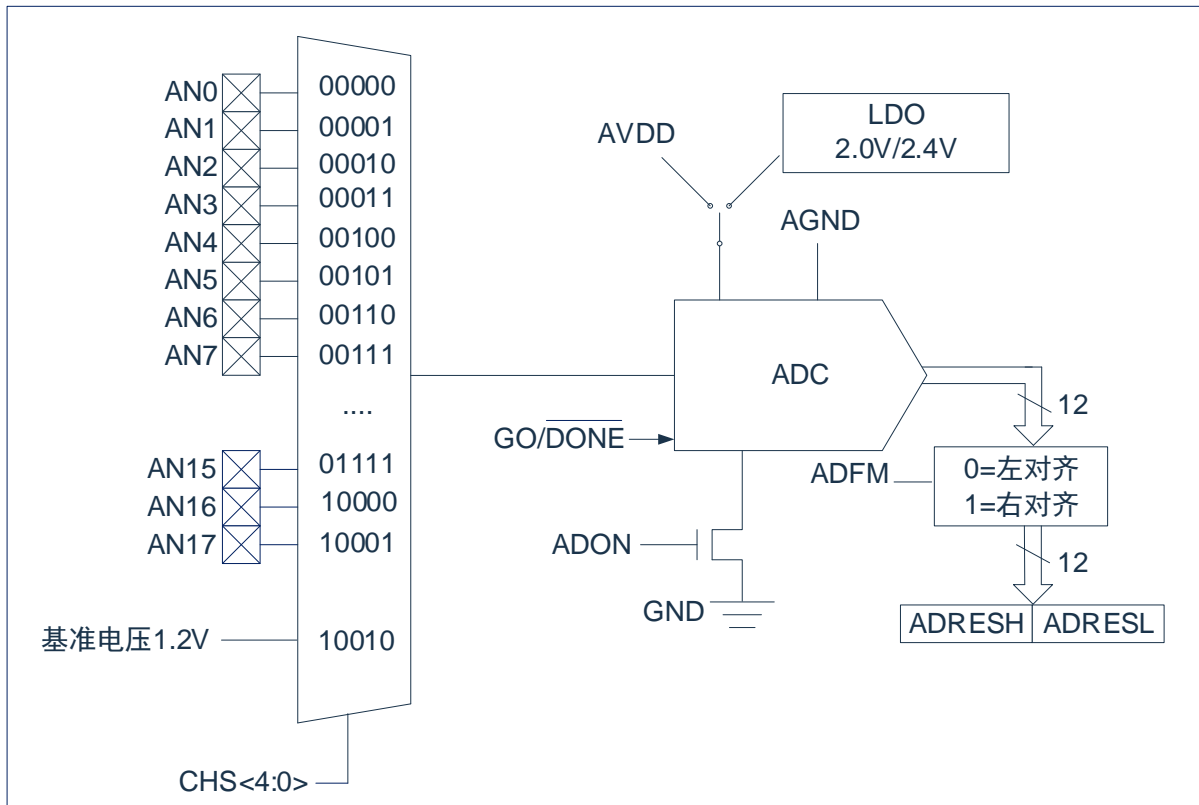 AN0
00000
AN1
00001
AN2
00010
AN3
00011
AN4
00100
AN5
00101
AN6
00110
AN7
00111
....
AN15
01111
AN16
10000
AN17
10001
基准电压1.2V
10010
CHS<4:0>
AVDD
LDO
2.0V/2.4V
AGND
ADC
GO/DONE
12
ADFM
0=左对齐
1=右对齐
ADON
12
GND
ADRESH
ADRESL